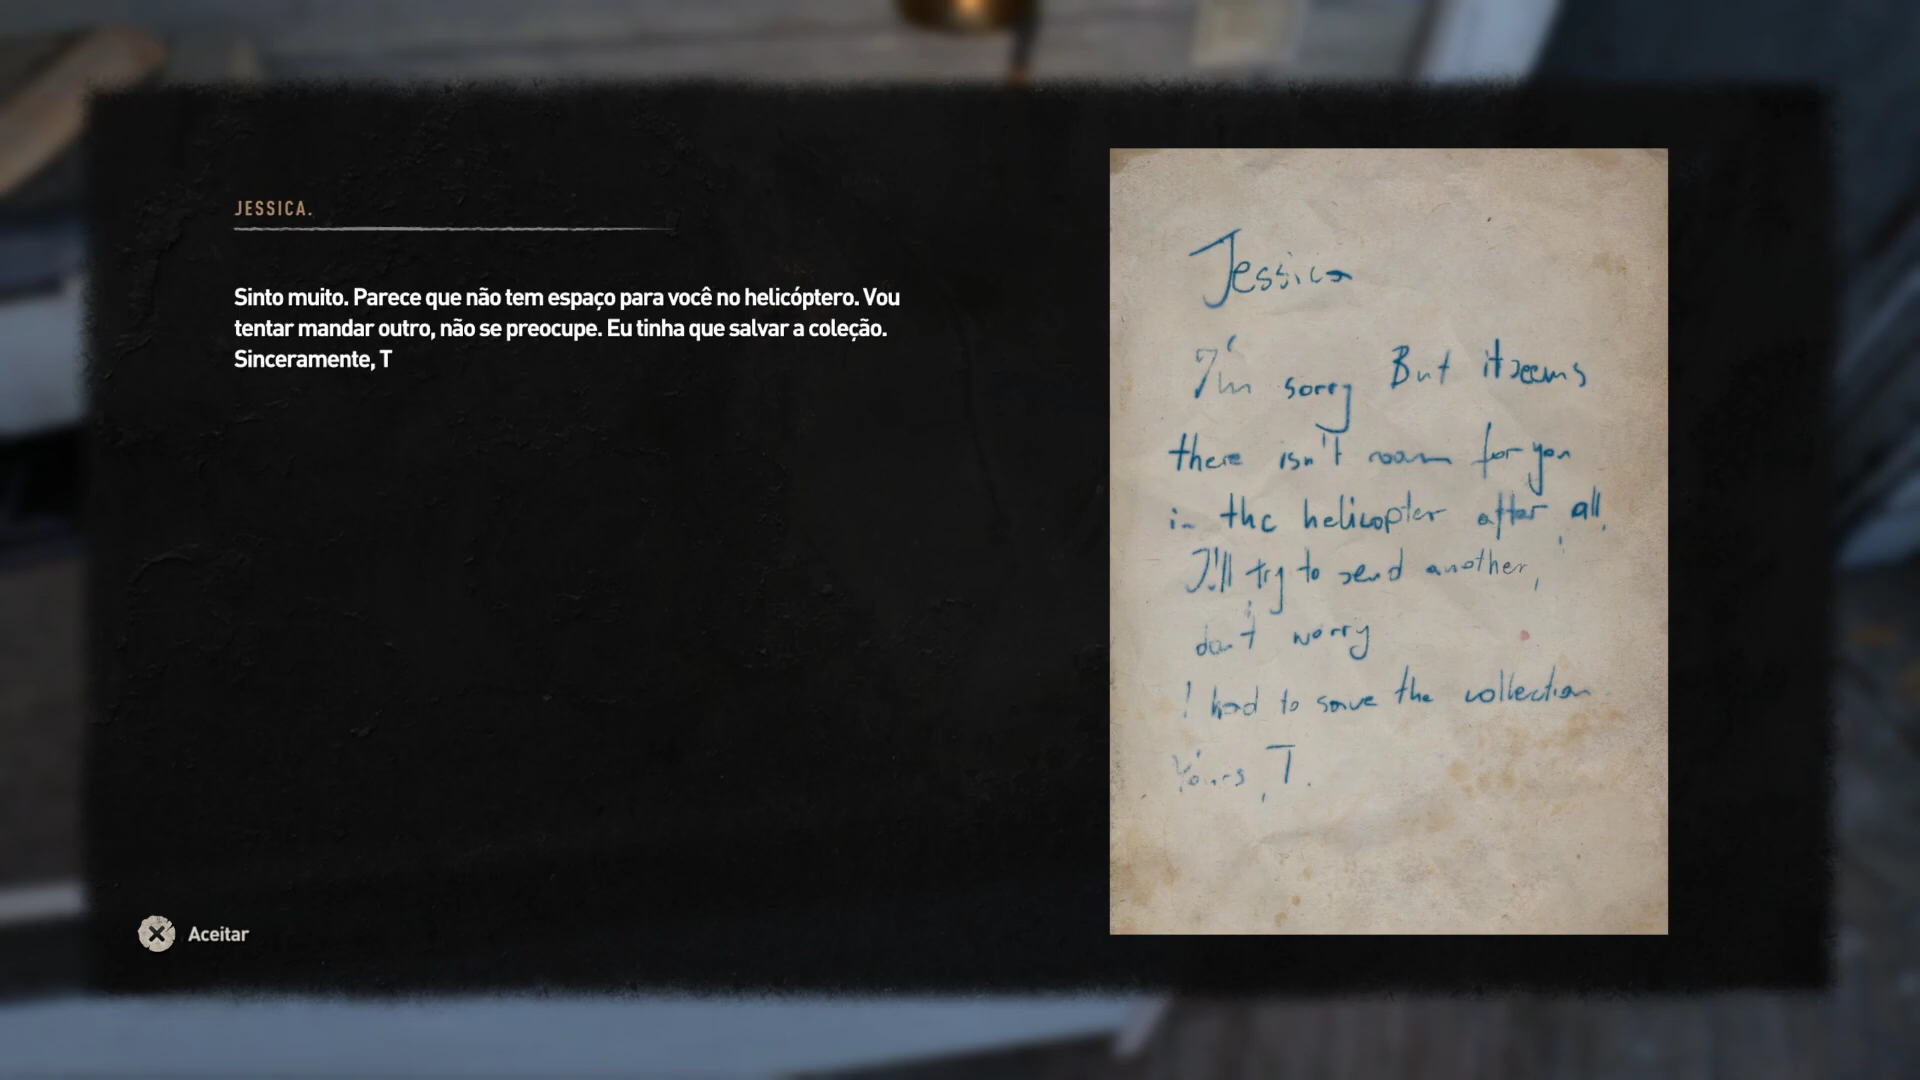 JESSICA.
Sinto muito. Parece que não tem espaço para você no helicóptero. Vou
tentar mandar outro, não se preocupe. Eu tinha que salvar a coleção.
Sinceramente, T
Aceitar
Jessica
I'm sorry But it seems
there isn't room for you
in the helicopter after all.
I'll try to send another,
don't worry
I had to save the collection
Yours, T.